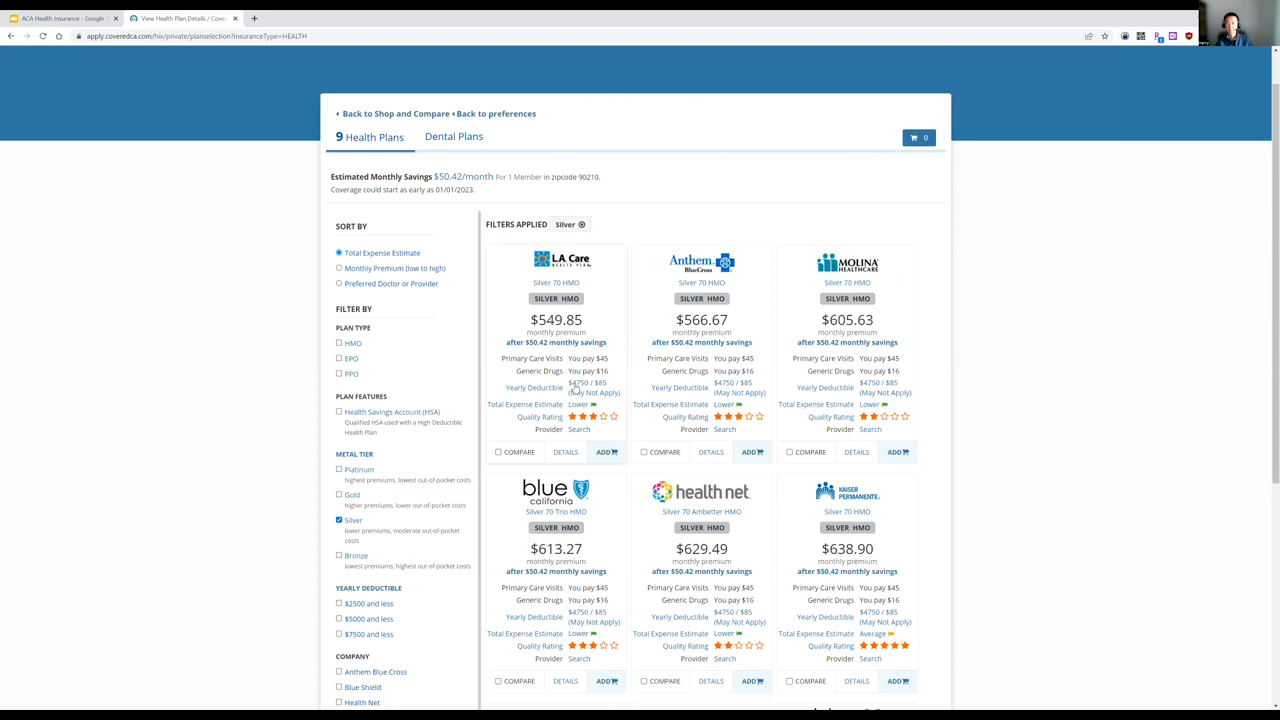 ACA Health Insurance - Google
View Health Plan Details / Cove
apply.coveredca.com/hix/private/planselection?insuranceType=HEALTH
Back to Shop and Compare Back to preferences
9 Health Plans Dental Plans
0
Estimated Monthly Savings $50.42/month For 1 Member in zipcode 90210.
Coverage could start as early as 01/01/2023.
SORT BY
Total Expense Estimate
Monthly Premium (low to high)
Preferred Doctor or Provider
FILTER BY
PLAN TYPE
HMO
EPO
PPO
PLAN FEATURES
Health Savings Account (HSA)
Qualified HSA used with a High Deductible
Health Plan
METAL TIER
Platinum
highest premiums, lowest out-of-pocket costs
Gold
higher premiums, lower out-of-pocket costs
Silver
lower premiums, moderate out-of-pocket
costs
Bronze
lowest premiums, highest out-of-pocket costs
YEARLY DEDUCTIBLE
$2500 and less
$5000 and less
$7500 and less
COMPANY
Anthem Blue Cross
Blue Shield
Health Net
FILTERS APPLIED Silver
L.A. Care
HEALTH PLAN
Silver 70 HMO
SILVER HMO
$549.85
monthly premium
after $50.42 monthly savings
Primary Care Visits You pay $45
Generic Drugs You pay $16
Yearly Deductible $4750 / $85
(May Not Apply)
Total Expense Estimate Lower
Quality Rating
Provider Search
COMPARE DETAILS ADD
Anthem
BlueCross
Silver 70 HMO
SILVER HMO
$566.67
monthly premium
after $50.42 monthly savings
Primary Care Visits You pay $45
Generic Drugs You pay $16
Yearly Deductible $4750 / $85
(May Not Apply)
Total Expense Estimate Lower
Quality Rating
Provider Search
COMPARE DETAILS ADD
MOLINA
HEALTHCARE
Silver 70 HMO
SILVER HMO
$605.63
monthly premium
after $50.42 monthly savings
Primary Care Visits You pay $45
Generic Drugs You pay $16
Yearly Deductible $4750 / $85
(May Not Apply)
Total Expense Estimate Lower
Quality Rating
Provider Search
COMPARE DETAILS ADD
blue
california
Silver 70 Trio HMO
SILVER HMO
$613.27
monthly premium
after $50.42 monthly savings
Primary Care Visits You pay $45
Generic Drugs You pay $16
Yearly Deductible $4750 / $85
(May Not Apply)
Total Expense Estimate Lower
Quality Rating
Provider Search
COMPARE DETAILS ADD
health net
Silver 70 Ambetter HMO
SILVER HMO
$629.49
monthly premium
after $50.42 monthly savings
Primary Care Visits You pay $45
Generic Drugs You pay $16
Yearly Deductible $4750 / $85
(May Not Apply)
Total Expense Estimate Lower
Quality Rating
Provider Search
COMPARE DETAILS ADD
KAISER
PERMANENTE
Silver 70 HMO
SILVER HMO
$638.90
monthly premium
after $50.42 monthly savings
Primary Care Visits You pay $45
Generic Drugs You pay $16
Yearly Deductible $4750 / $85
(May Not Apply)
Total Expense Estimate Average
Quality Rating
Provider Search
COMPARE DETAILS ADD